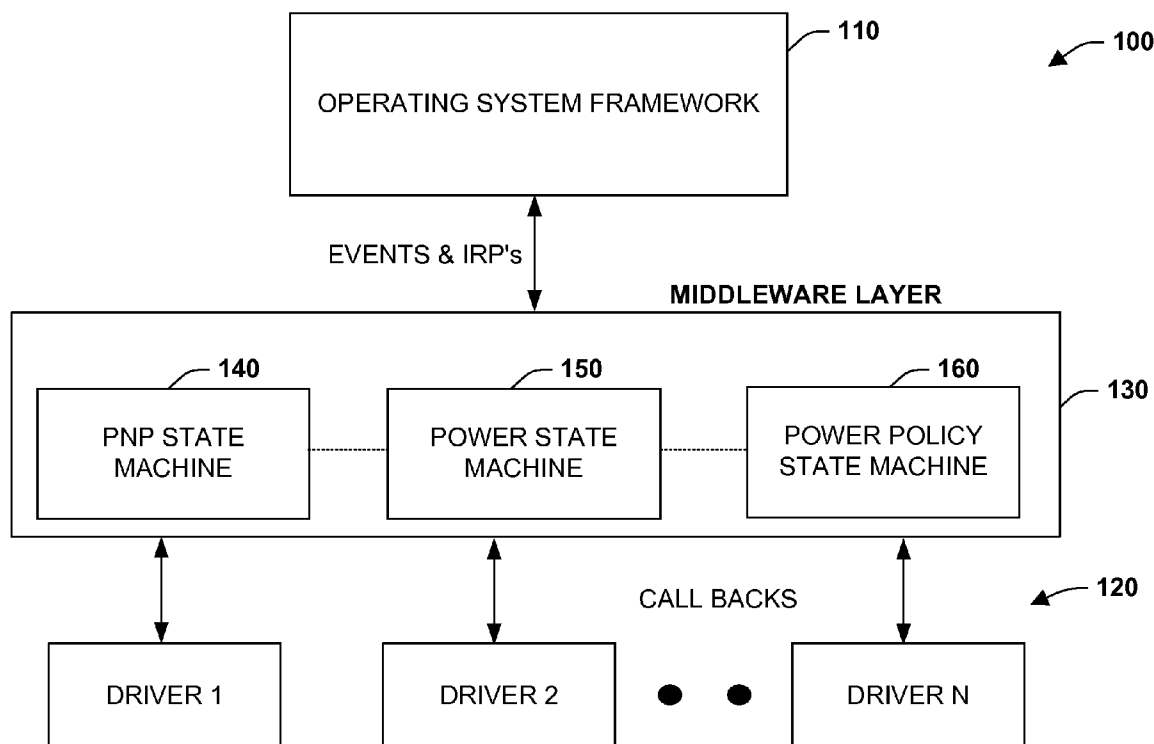 110
100
OPERATING SYSTEM FRAMEWORK
EVENTS & IRP's
MIDDLEWARE LAYER
140
150
160
130
PNP STATE
MACHINE
POWER STATE
MACHINE
POWER POLICY
STATE MACHINE
CALL BACKS
120
DRIVER 1
DRIVER 2
DRIVER N